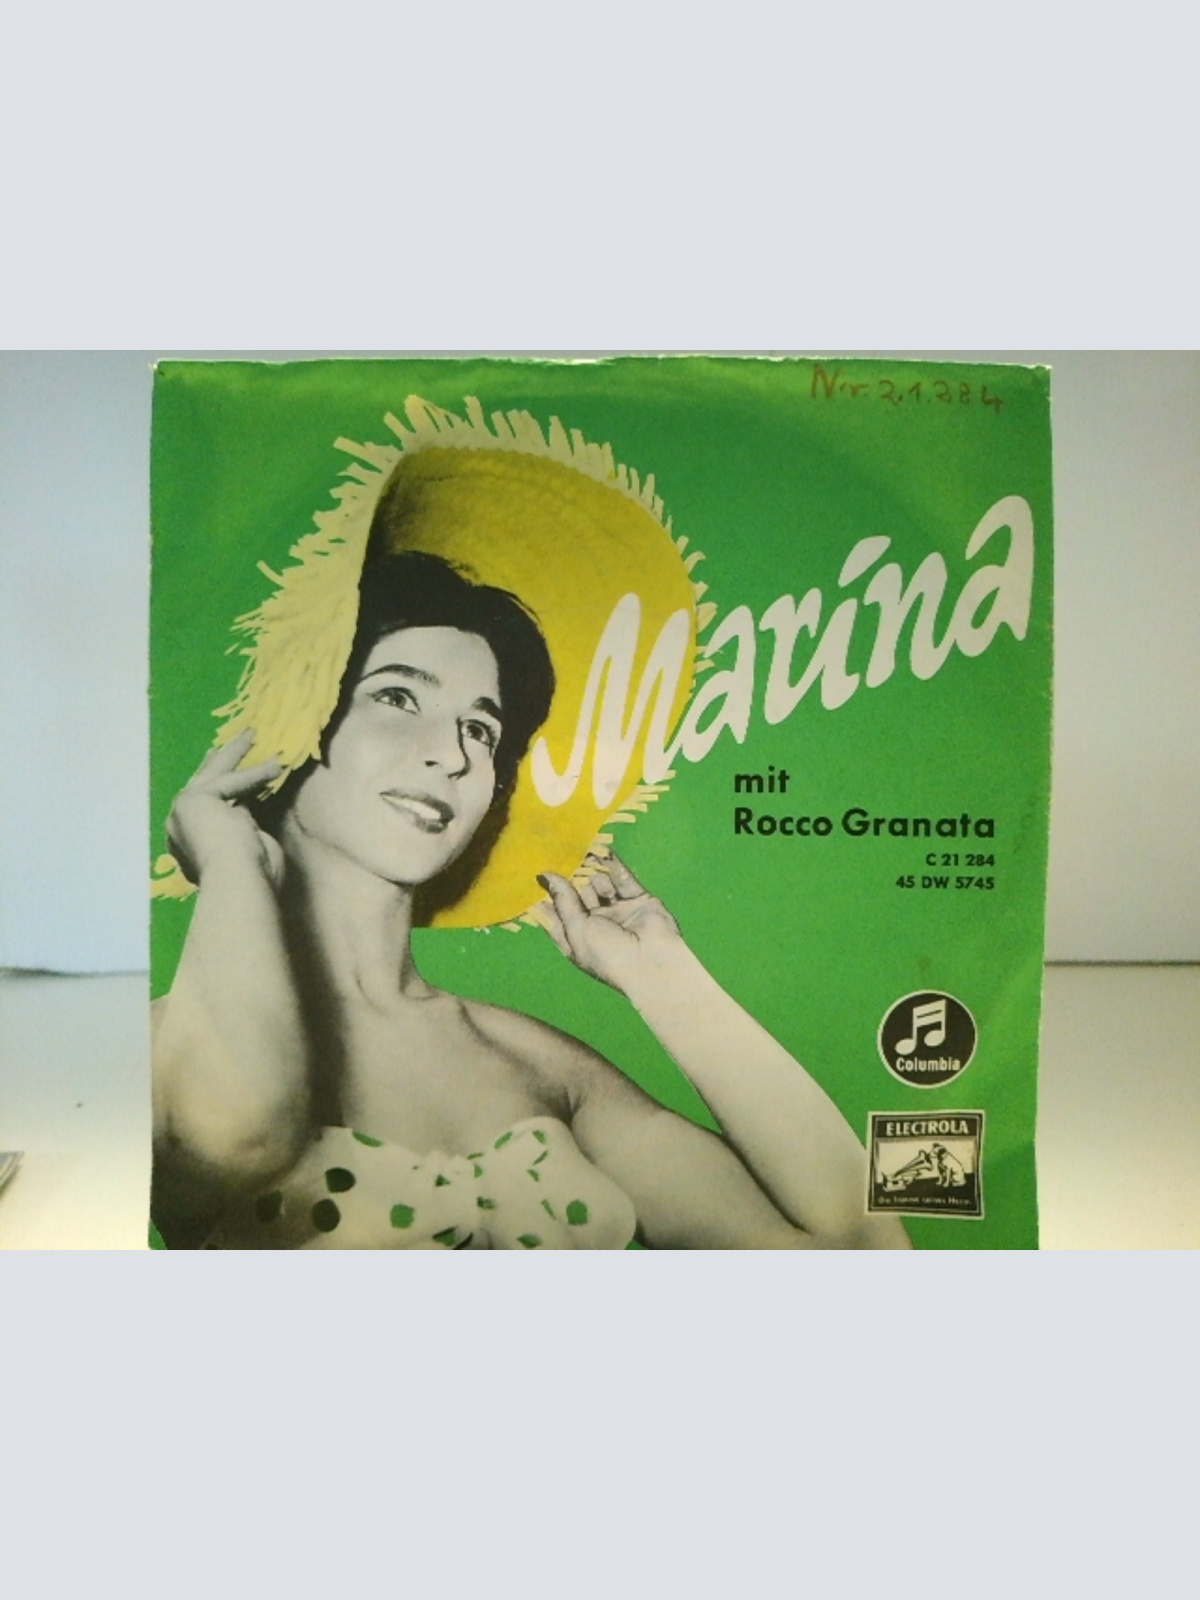 Nr. 21.284
Marina
mit
Rocco Granata
C 21 284
45 DW 5745
Columbia
ELECTROLA